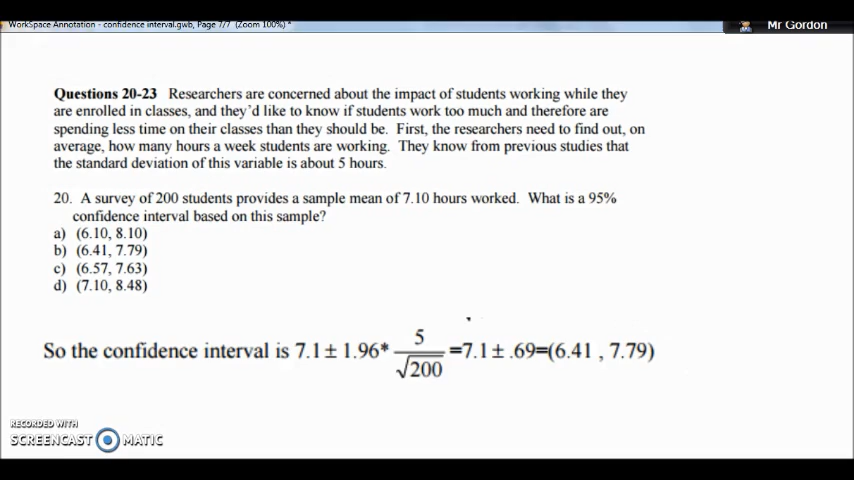 WorkSpace Annotation - confidence interval.gwb, Page 7/7 (Zoom 100%) *
Mr Gordon
Questions 20-23 Researchers are concerned about the impact of students working while they
are enrolled in classes, and they'd like to know if students work too much and therefore are
spending less time on their classes than they should be. First, the researchers need to find out, on
average, how many hours a week students are working. They know from previous studies that
the standard deviation of this variable is about 5 hours.
20. A survey of 200 students provides a sample mean of 7.10 hours worked. What is a 95%
confidence interval based on this sample?
a) (6.10, 8.10)
b) (6.41, 7.79)
c) (6.57, 7.63)
d) (7.10, 8.48)
So the confidence interval is 7.1 ± 1.96* 5/√200 =7.1 ± .69=(6.41 , 7.79)
RECORDED WITH
SCREENCAST MATIC